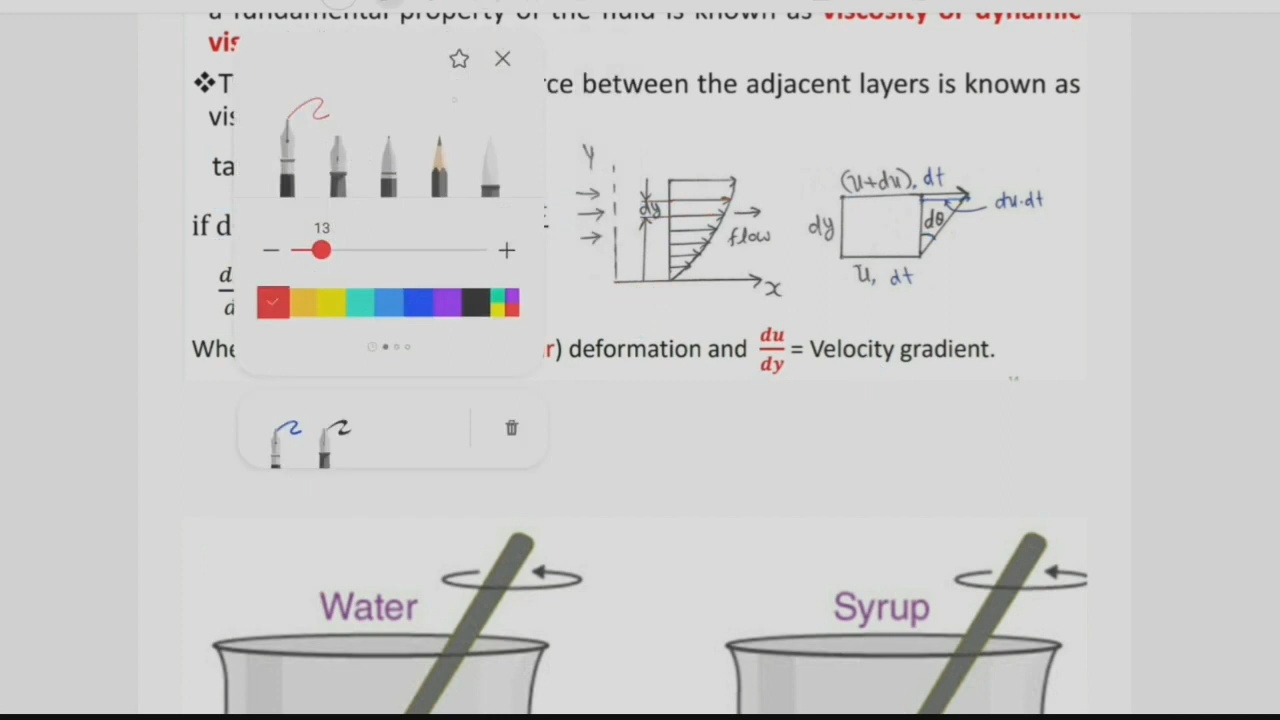 a fundamental property of the fluid is known as viscosity or dynamic
vis
❖T ce between the adjacent layers is known as
vis
ta
if d
Whe r) deformation and du/dy = Velocity gradient.
13
Y
dy
flow
x
(u+du), dt
du·dt
dy
dθ
u, dt
Water
Syrup